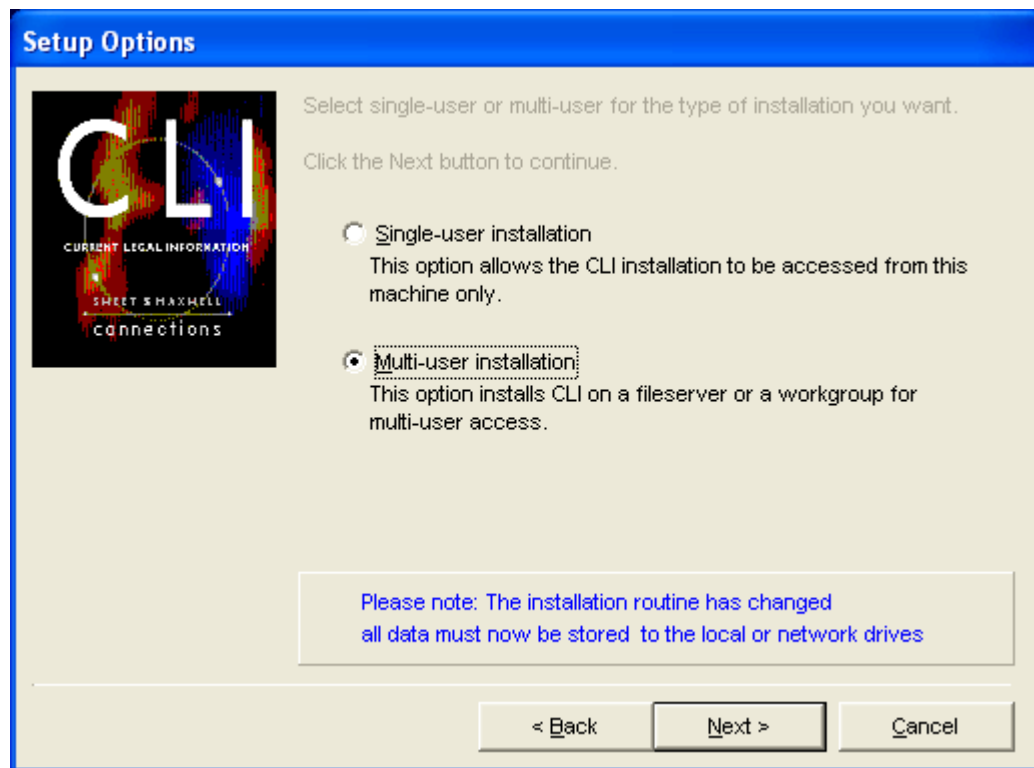 Setup Options
CLI
CURRENT LEGAL INFORMATION
SWEET & MAXWELL
connections
Select single-user or multi-user for the type of installation you want.
Click the Next button to continue.
Single-user installation
This option allows the CLI installation to be accessed from this
machine only.
Multi-user installation
This option installs CLI on a fileserver or a workgroup for
multi-user access.
Please note: The installation routine has changed
all data must now be stored to the local or network drives
< Back
Next >
Cancel